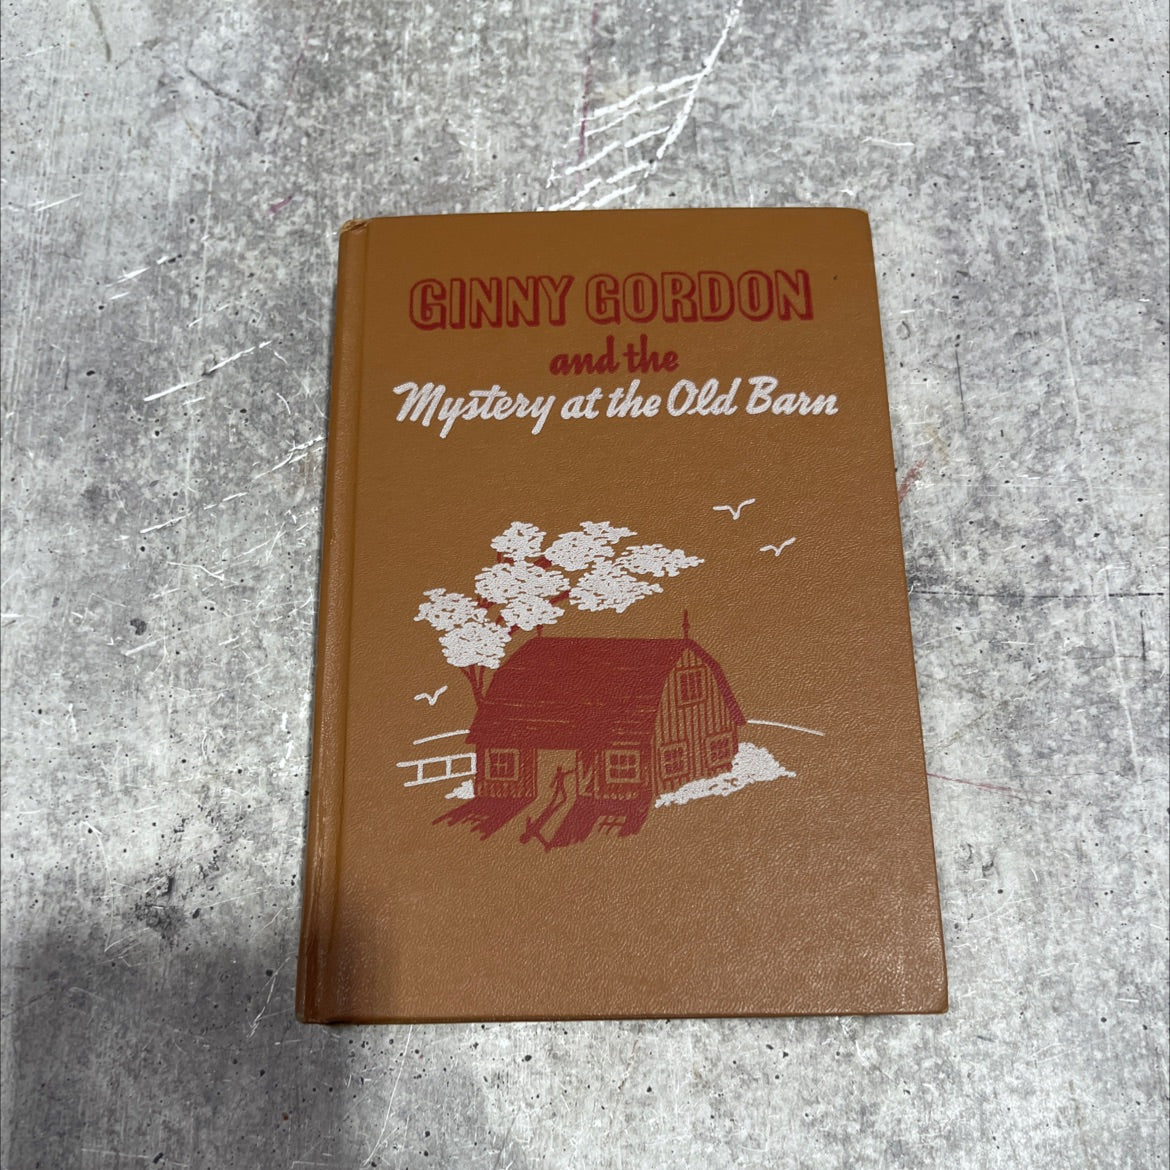 GINNY GORDON
and the
Mystery at the Old Barn